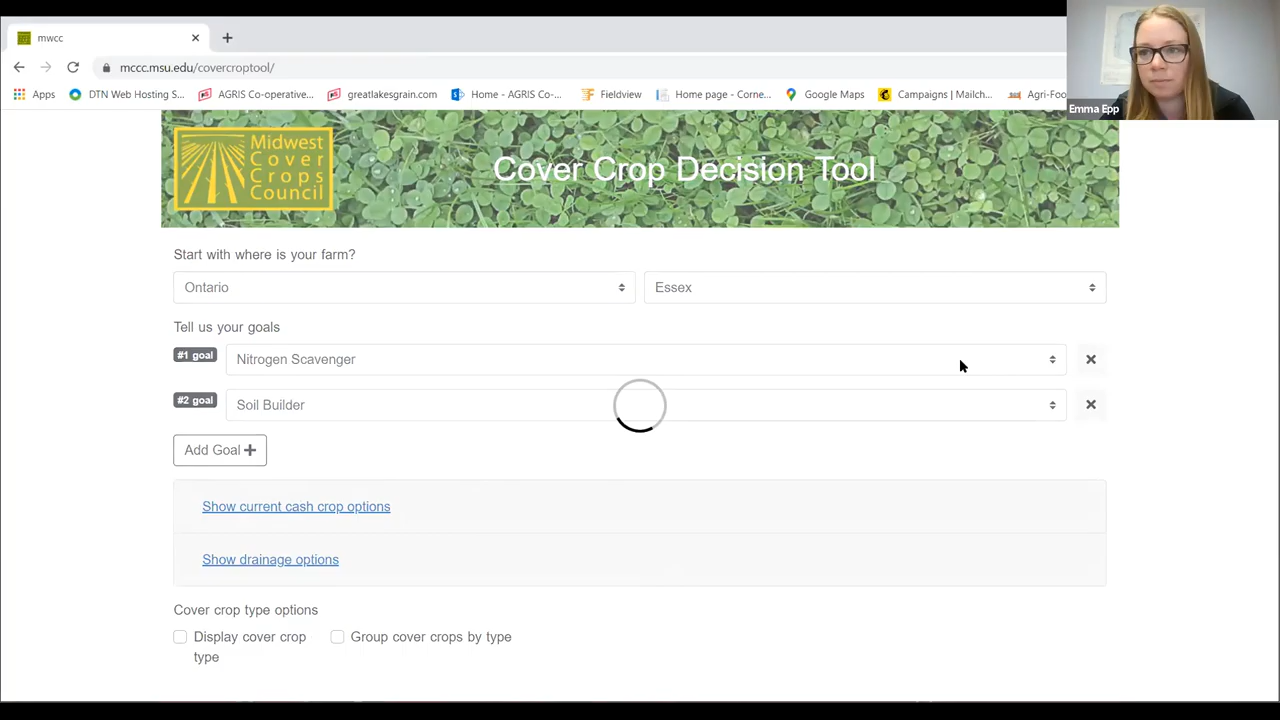 mwcc
mccc.msu.edu/covercroptool/
Apps
DTN Web Hosting S...
AGRIS Co-operative...
greatlakesgrain.com
Home - AGRIS Co-...
Fieldview
Home page - Corne...
Google Maps
Campaigns | Mailch...
Agri-Foo
Emma Epp
Midwest
Cover
Crops
Council
Cover Crop Decision Tool
Start with where is your farm?
Ontario
Essex
Tell us your goals
#1 goal
Nitrogen Scavenger
#2 goal
Soil Builder
Add Goal
Show current cash crop options
Show drainage options
Cover crop type options
Display cover crop
type
Group cover crops by type